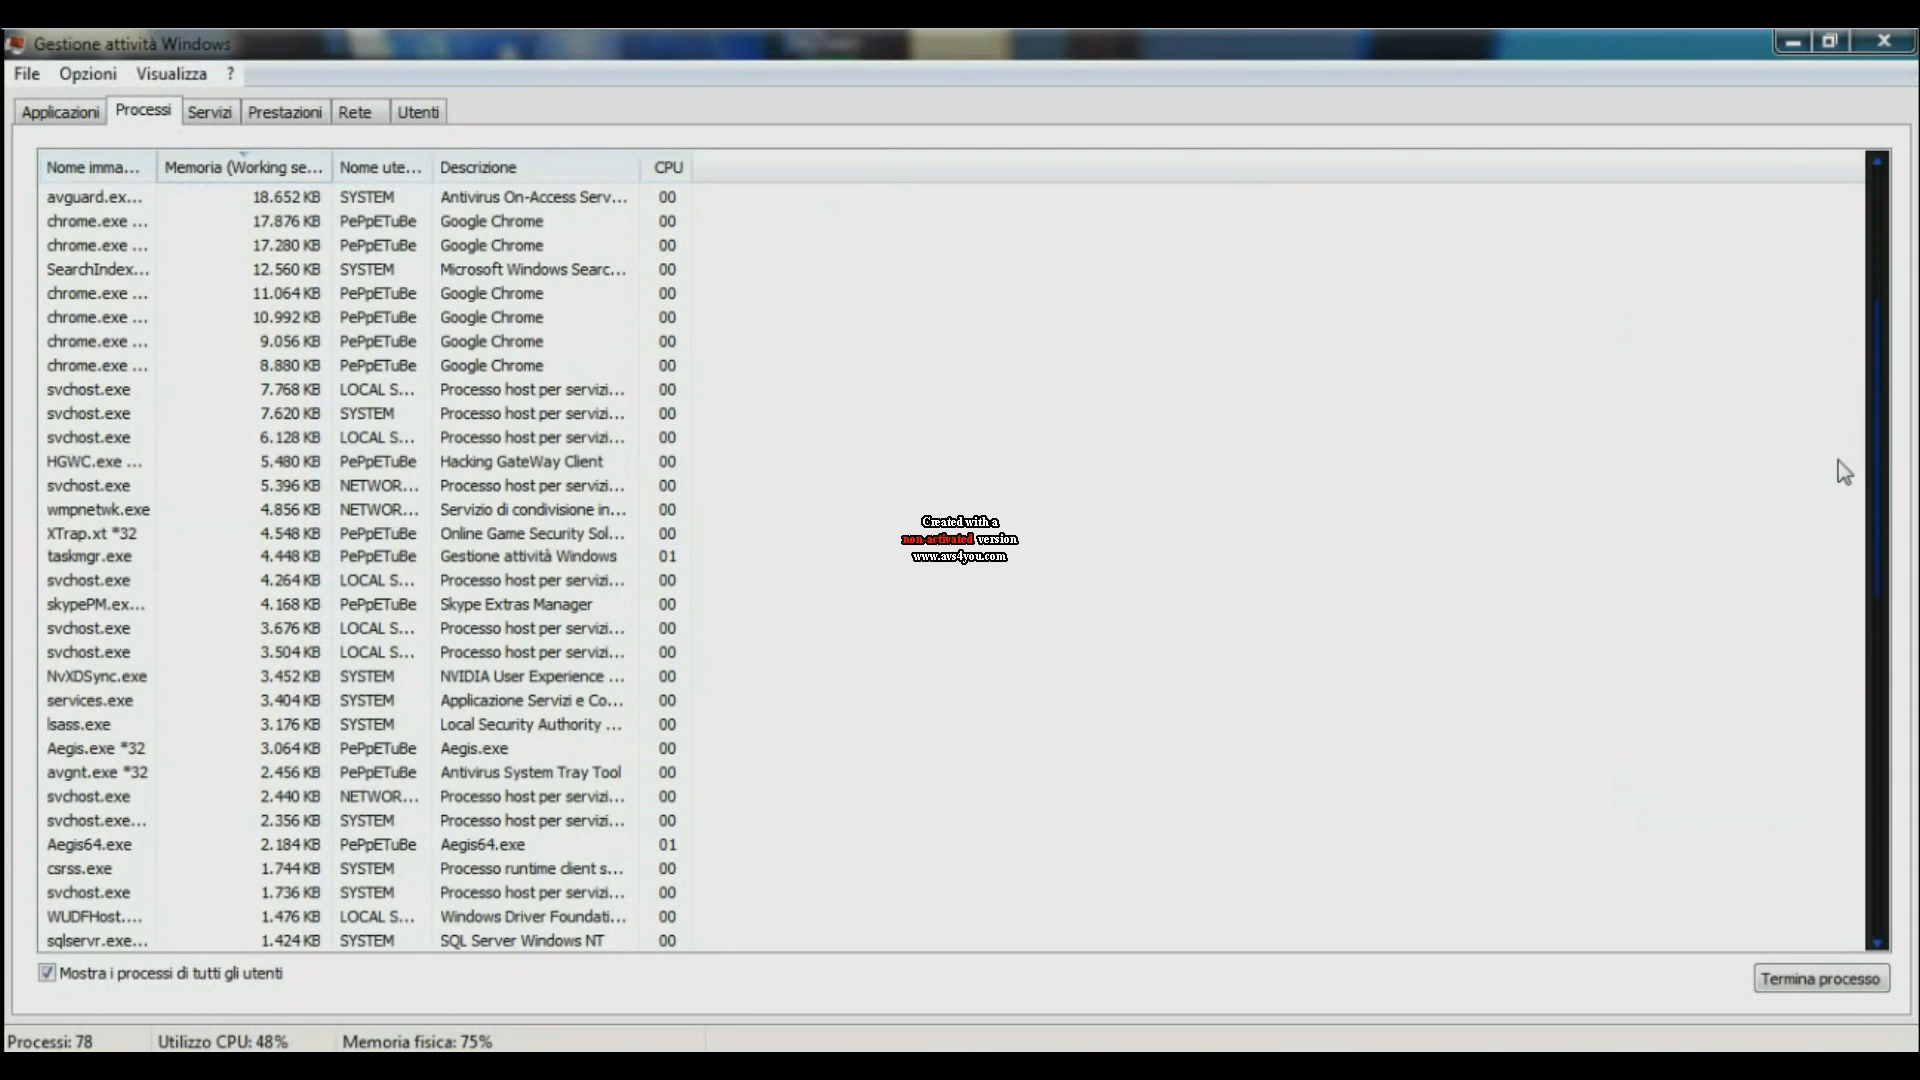 Gestione attività Windows
File Opzioni Visualizza ?
Applicazioni Processi Servizi Prestazioni Rete Utenti
Nome imma... Memoria (Working se... Nome ute... Descrizione CPU
avguard.ex... 18.652 KB SYSTEM Antivirus On-Access Serv... 00
chrome.exe ... 17.876 KB PePpETuBe Google Chrome 00
chrome.exe ... 17.280 KB PePpETuBe Google Chrome 00
SearchIndex... 12.560 KB SYSTEM Microsoft Windows Searc... 00
chrome.exe ... 11.064 KB PePpETuBe Google Chrome 00
chrome.exe ... 10.992 KB PePpETuBe Google Chrome 00
chrome.exe ... 9.056 KB PePpETuBe Google Chrome 00
chrome.exe ... 8.880 KB PePpETuBe Google Chrome 00
svchost.exe 7.768 KB LOCAL S... Processo host per servizi... 00
svchost.exe 7.620 KB SYSTEM Processo host per servizi... 00
svchost.exe 6.128 KB LOCAL S... Processo host per servizi... 00
HGWC.exe ... 5.480 KB PePpETuBe Hacking GateWay Client 00
svchost.exe 5.396 KB NETWOR... Processo host per servizi... 00
wmpnetwk.exe 4.856 KB NETWOR... Servizio di condivisione in... 00
XTrap.xt *32 4.548 KB PePpETuBe Online Game Security Sol... 00
taskmgr.exe 4.448 KB PePpETuBe Gestione attività Windows 01
svchost.exe 4.264 KB LOCAL S... Processo host per servizi... 00
skypePM.ex... 4.168 KB PePpETuBe Skype Extras Manager 00
svchost.exe 3.676 KB LOCAL S... Processo host per servizi... 00
svchost.exe 3.504 KB LOCAL S... Processo host per servizi... 00
NvXDSync.exe 3.452 KB SYSTEM NVIDIA User Experience ... 00
services.exe 3.404 KB SYSTEM Applicazione Servizi e Co... 00
lsass.exe 3.176 KB SYSTEM Local Security Authority ... 00
Aegis.exe *32 3.064 KB PePpETuBe Aegis.exe 00
avgnt.exe *32 2.456 KB PePpETuBe Antivirus System Tray Tool 00
svchost.exe 2.440 KB NETWOR... Processo host per servizi... 00
svchost.exe... 2.356 KB SYSTEM Processo host per servizi... 00
Aegis64.exe 2.184 KB PePpETuBe Aegis64.exe 01
csrss.exe 1.744 KB SYSTEM Processo runtime client s... 00
svchost.exe 1.736 KB SYSTEM Processo host per servizi... 00
WUDFHost.... 1.476 KB LOCAL S... Windows Driver Foundati... 00
sqlservr.exe... 1.424 KB SYSTEM SQL Server Windows NT 00
Created with a
non-activated version
www.avs4you.com
Mostra i processi di tutti gli utenti
Termina processo
Processi: 78 Utilizzo CPU: 48% Memoria fisica: 75%